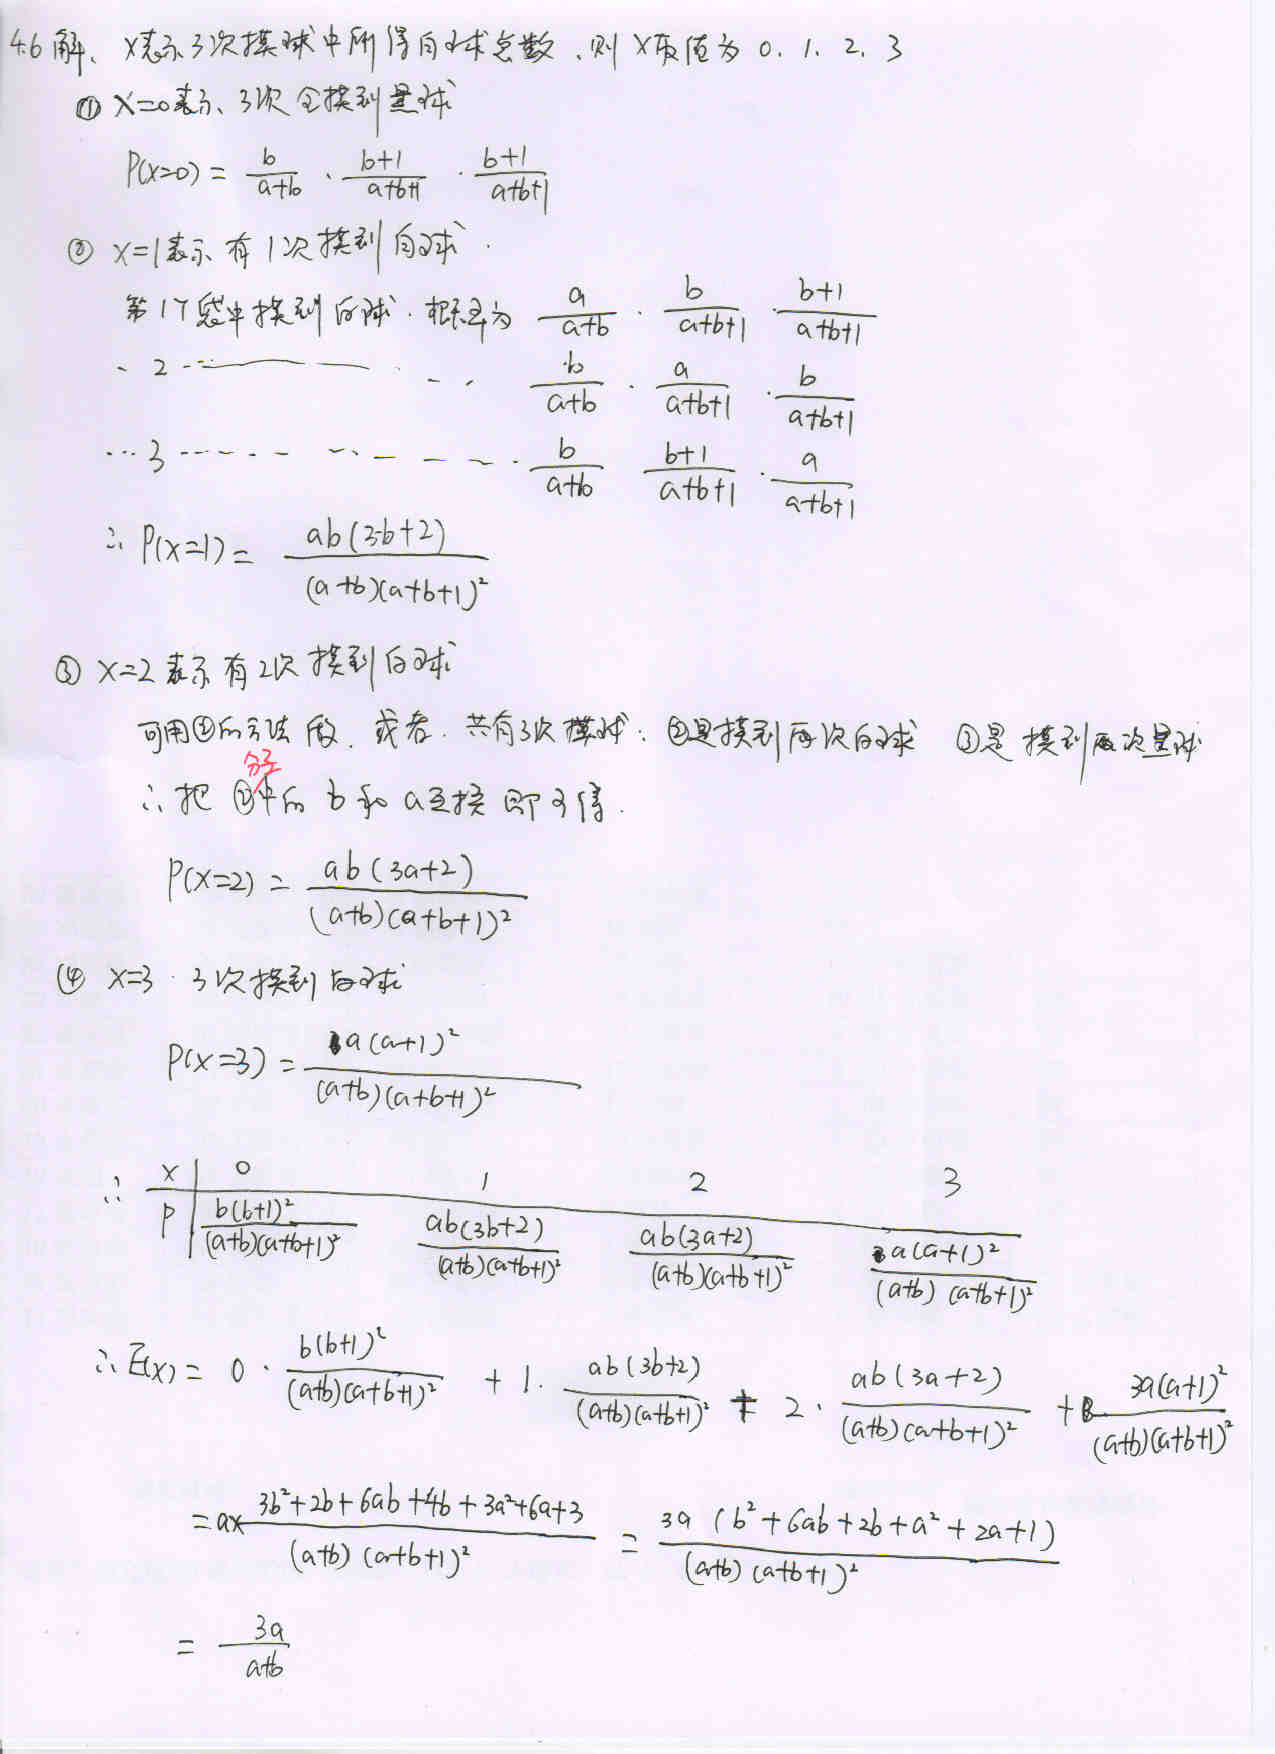 4.6 解、X表示3次摸球中所得白球总数,则X取值为 0. 1. 2. 3
① X=0表示、3次全摸到黑球
P(X=0) = b/(a+b) · (b+1)/(a+b+1) · (b+1)/(a+b+1)
② X=1表示有1次摸到白球.
第1个袋中摸到白球.概率为 a/(a+b) · b/(a+b+1) · (b+1)/(a+b+1)
2 b/(a+b) · a/(a+b+1) · b/(a+b+1)
...3 b/(a+b) (b+1)/(a+b+1) · a/(a+b+1)
∴ P(X=1) = ab(3b+2)/((a+b)(a+b+1)²)
③ X=2表示有2次摸到白球
可用②的方法做.或者.共有3次摸球: ②是摸到两次白球 ③是摸到两次黑球
分子
∴ 把②中的 b 和 a互换即可得.
P(X=2) = ab(3a+2)/((a+b)(a+b+1)²)
④ X=3 · 3次摸到白球
P(X=3) = a(a+1)²/((a+b)(a+b+1)²)
∴ X 0 1 2 3
P b(b+1)²/((a+b)(a+b+1)²) ab(3b+2)/((a+b)(a+b+1)²) ab(3a+2)/((a+b)(a+b+1)²) a(a+1)²/((a+b)(a+b+1)²)
∴ E(X) = 0 · b(b+1)²/((a+b)(a+b+1)²) + 1 · ab(3b+2)/((a+b)(a+b+1)²) + 2 · ab(3a+2)/((a+b)(a+b+1)²) + 3a(a+1)²/((a+b)(a+b+1)²)
= a× (3b²+2b+6ab+4b+3a²+6a+3)/((a+b)(a+b+1)²) = 3a(b²+6ab+2b+a²+2a+1)/((a+b)(a+b+1)²)
= 3a/(a+b)